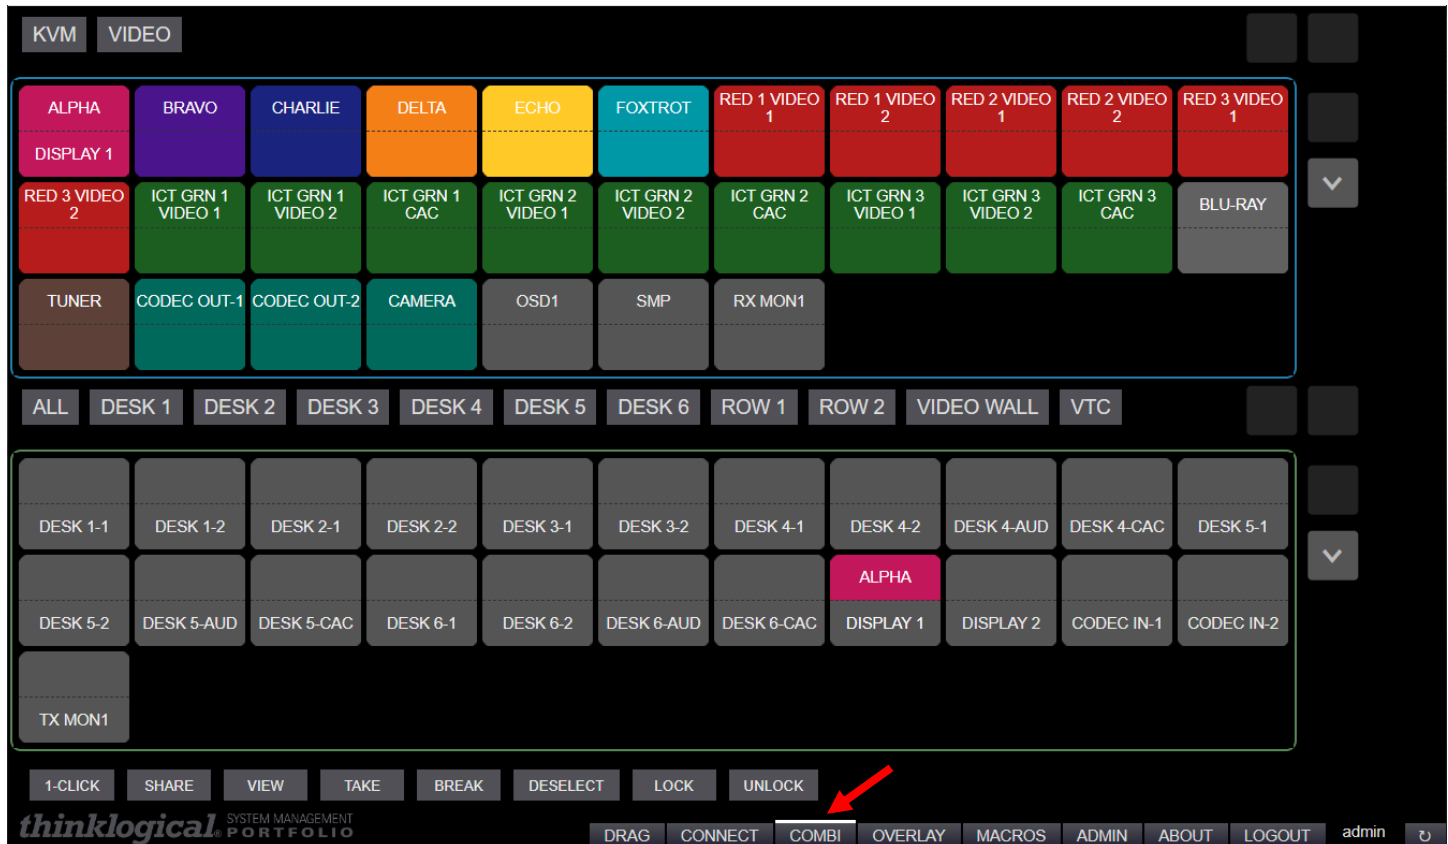 KVM VIDEO
ALPHA BRAVO CHARLIE DELTA ECHO FOXTROT RED 1 VIDEO RED 1 VIDEO RED 2 VIDEO RED 2 VIDEO RED 3 VIDEO
1 2 1 2 1
DISPLAY 1
RED 3 VIDEO ICT GRN 1 ICT GRN 1 ICT GRN 1 ICT GRN 2 ICT GRN 2 ICT GRN 2 ICT GRN 3 ICT GRN 3 ICT GRN 3 BLU-RAY
2 VIDEO 1 VIDEO 2 CAC VIDEO 1 VIDEO 2 CAC VIDEO 1 VIDEO 2 CAC
TUNER CODEC OUT-1 CODEC OUT-2 CAMERA OSD1 SMP RX MON1
ALL DESK 1 DESK 2 DESK 3 DESK 4 DESK 5 DESK 6 ROW 1 ROW 2 VIDEO WALL VTC
DESK 1-1 DESK 1-2 DESK 2-1 DESK 2-2 DESK 3-1 DESK 3-2 DESK 4-1 DESK 4-2 DESK 4-AUD DESK 4-CAC DESK 5-1
ALPHA
DESK 5-2 DESK 5-AUD DESK 5-CAC DESK 6-1 DESK 6-2 DESK 6-AUD DESK 6-CAC DISPLAY 1 DISPLAY 2 CODEC IN-1 CODEC IN-2
TX MON1
1-CLICK SHARE VIEW TAKE BREAK DESELECT LOCK UNLOCK
thinklogical® SYSTEM MANAGEMENT
PORTFOLIO
DRAG CONNECT COMBI OVERLAY MACROS ADMIN ABOUT LOGOUT admin